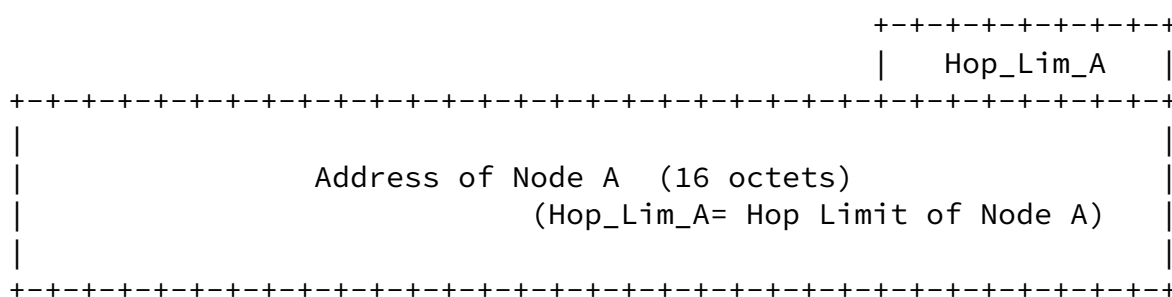 +-+-+-+-+-+-+-+-+
|   Hop_Lim_A   |
+-+-+-+-+-+-+-+-+-+-+-+-+-+-+-+-+-+-+-+-+-+-+-+-+-+-+-+-+-+-+-+-+
|                                                               |
|               Address of Node A  (16 octets)                  |
|                           (Hop_Lim_A= Hop Limit of Node A)    |
|                                                               |
+-+-+-+-+-+-+-+-+-+-+-+-+-+-+-+-+-+-+-+-+-+-+-+-+-+-+-+-+-+-+-+-+